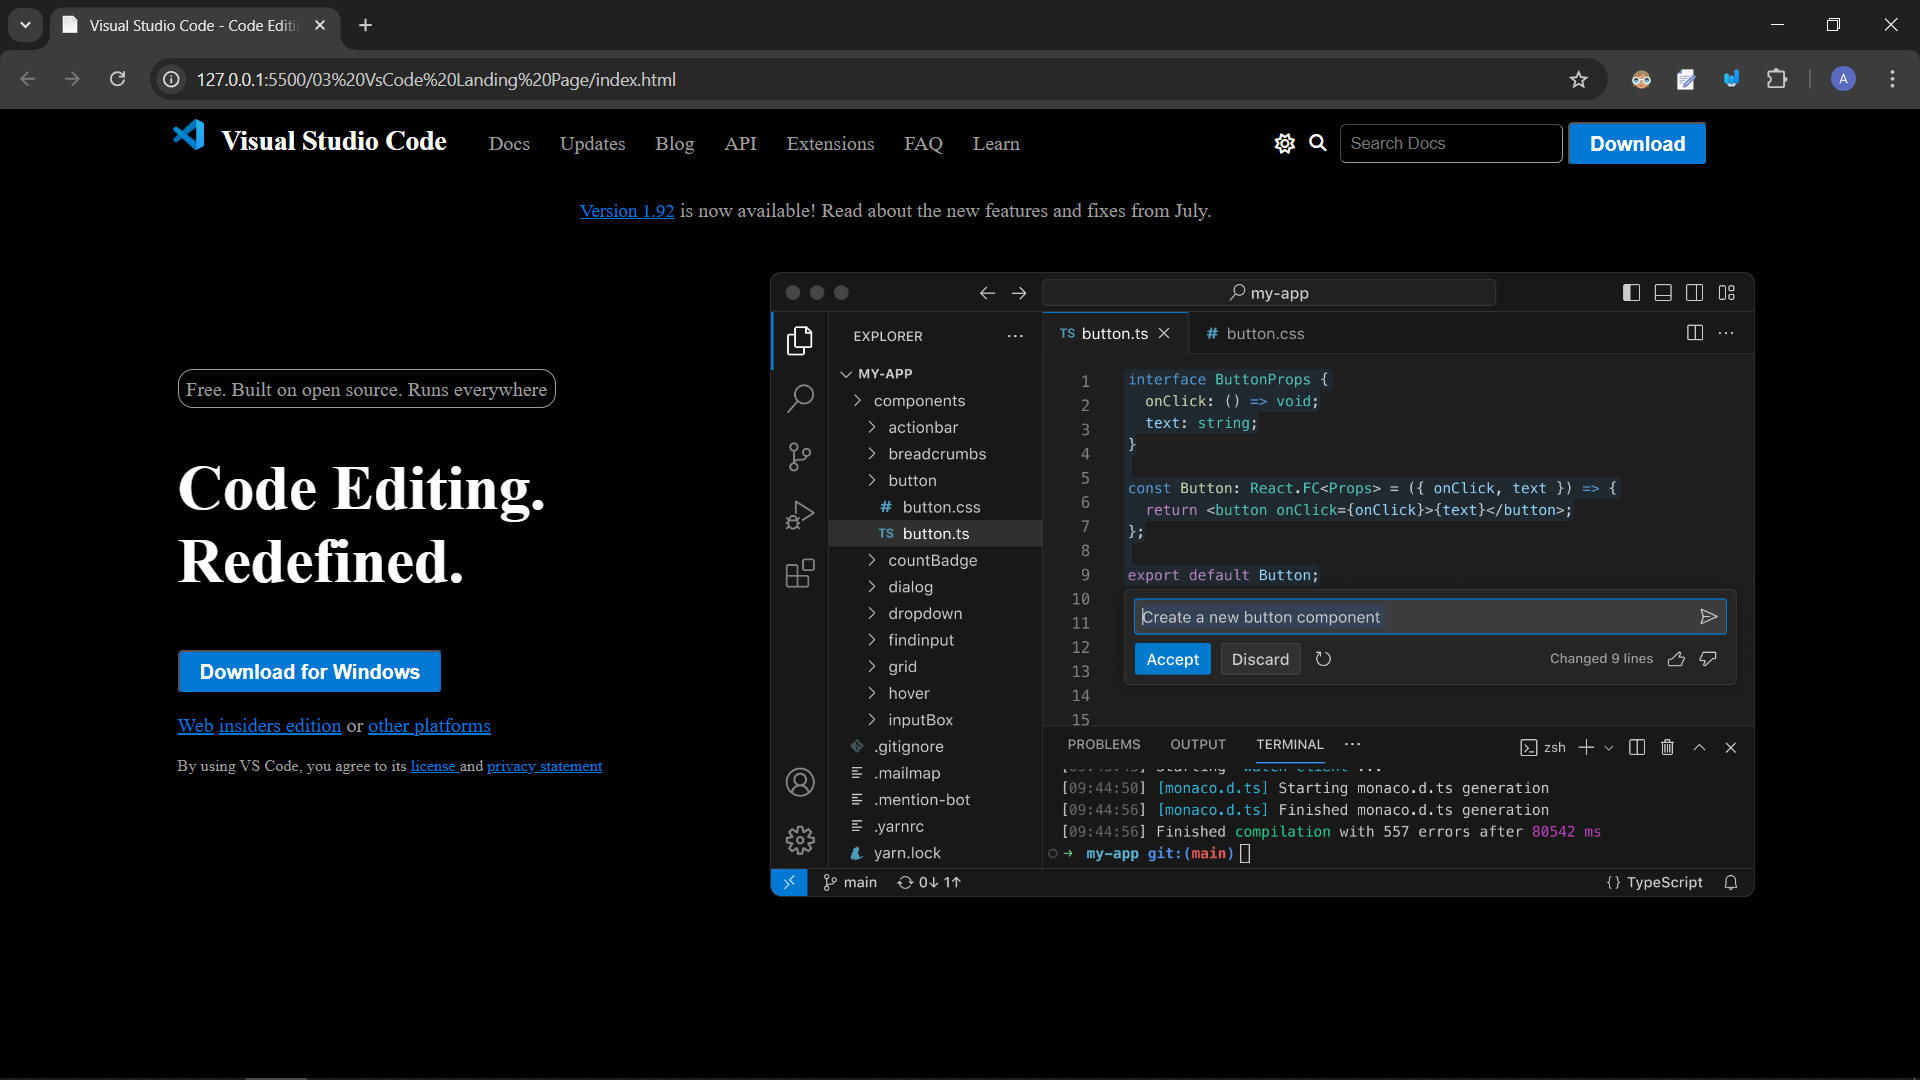 Visual Studio Code - Code Editi
127.0.0.1:5500/03%20VsCode%20Landing%20Page/index.html
A
Visual Studio Code
Docs
Updates
Blog
API
Extensions
FAQ
Learn
Search Docs
Download
Version 1.92 is now available! Read about the new features and fixes from July.
Free. Built on open source. Runs everywhere
Code Editing.
Redefined.
Download for Windows
Web insiders edition or other platforms
By using VS Code, you agree to its license and privacy statement
my-app
EXPLORER
MY-APP
components
actionbar
breadcrumbs
button
# button.css
TS button.ts
countBadge
dialog
dropdown
findinput
grid
hover
inputBox
.gitignore
.mailmap
.mention-bot
.yarnrc
yarn.lock
TS button.ts
# button.css
1
2
3
4
5
6
7
8
9
10
11
12
13
14
15
interface ButtonProps {
onClick: () => void;
text: string;
}
const Button: React.FC<Props> = ({ onClick, text }) => {
return <button onClick={onClick}>{text}</button>;
};
export default Button;
Create a new button component
Accept
Discard
Changed 9 lines
PROBLEMS
OUTPUT
TERMINAL
zsh
[09:44:50] [monaco.d.ts] Starting monaco.d.ts generation
[09:44:56] [monaco.d.ts] Finished monaco.d.ts generation
[09:44:56] Finished compilation with 557 errors after 80542 ms
→ my-app git:(main)
main
0↓ 1↑
{} TypeScript